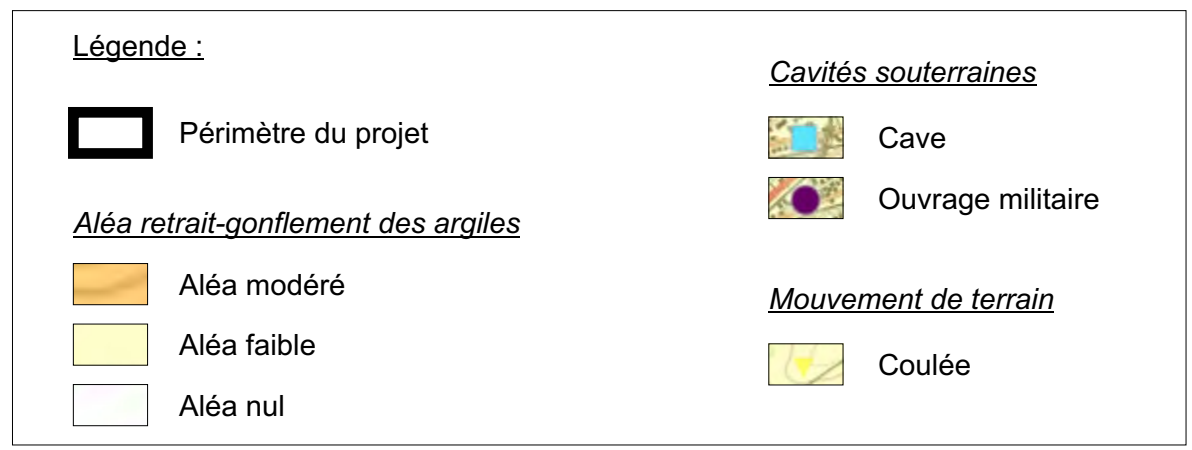 Légende :
Périmètre du projet
Aléa retrait-gonflement des argiles
Aléa modéré
Aléa faible
Aléa nul
Cavités souterraines
Cave
Ouvrage militaire
Mouvement de terrain
Coulée